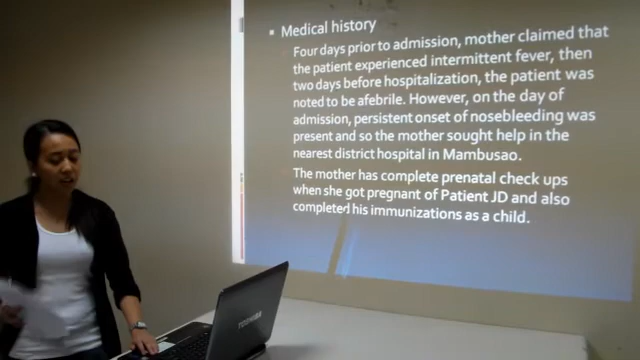 Medical history
Four days prior to admission, mother claimed that
the patient experienced intermittent fever, then
two days before hospitalization, the patient was
noted to be afebrile. However, on the day of
admission, persistent onset of nosebleeding was
present and so the mother sought help in the
nearest district hospital in Mambusao.
The mother has complete prenatal check ups
when she got pregnant of Patient JD and also
completed his immunizations as a child.
TOSHIBA